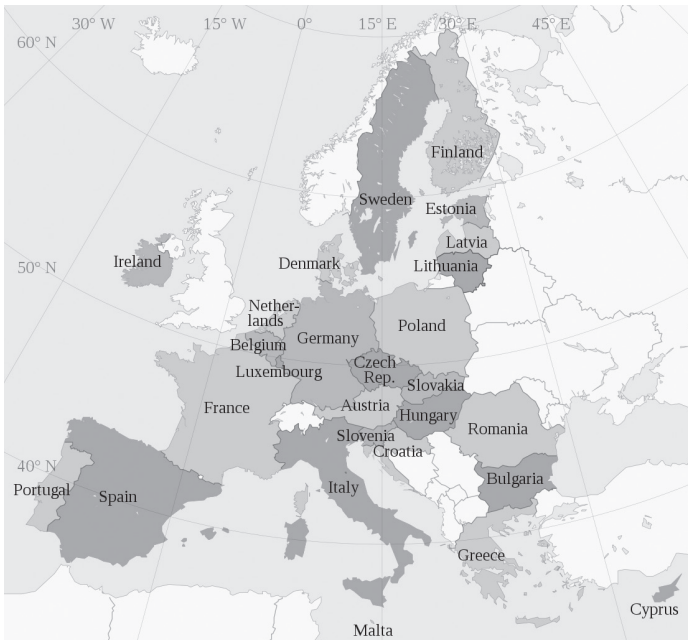 30° W
15° W
0°
15° E
30° E
45° E
60° N
Finland
Sweden
Estonia
Latvia
Lithuania
Ireland
50° N
Denmark
Nether-
lands
Belgium
Germany
Poland
Luxembourg
Czech
Rep.
Slovakia
France
Austria
Hungary
Slovenia
Croatia
Romania
40° N
Portugal
Spain
Italy
Bulgaria
Greece
Cyprus
Malta